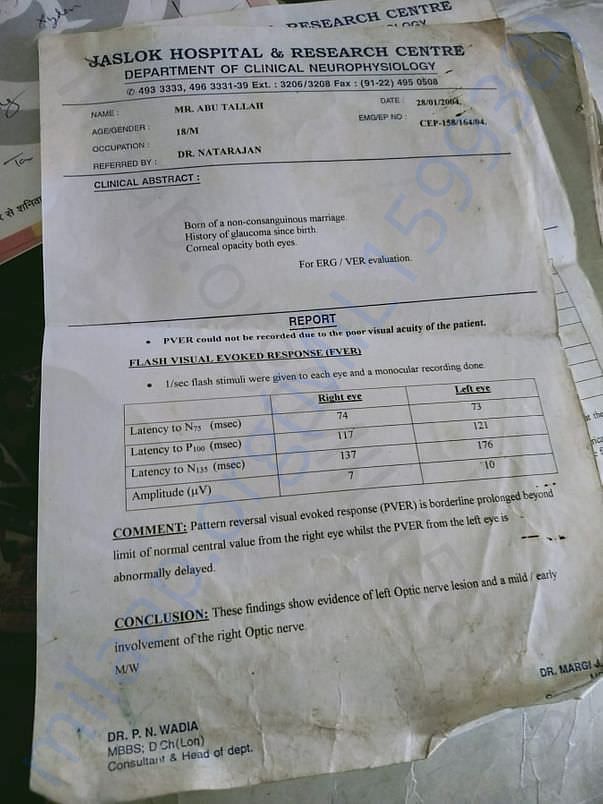 RESEARCH CENTRE
JASLOK HOSPITAL & RESEARCH CENTRE
DEPARTMENT OF CLINICAL NEUROPHYSIOLOGY
✆ 493 3333, 496 3331-39 Ext. : 3206/3208 Fax : (91-22) 495 0508
NAME : MR. ABU TALLAH DATE : 28/01/2004
AGE/GENDER : 18/M EMG/EP NO : CEP-158/164/04
OCCUPATION :
REFERRED BY : DR. NATARAJAN
CLINICAL ABSTRACT :
Born of a non-consanguinous marriage.
History of glaucoma since birth.
Corneal opacity both eyes.
For ERG / VER evaluation.
REPORT
• PVER could not be recorded due to the poor visual acuity of the patient.
FLASH VISUAL EVOKED RESPONSE (FVER)
• 1/sec flash stimuli were given to each eye and a monocular recording done
Right eye Left eye
Latency to N75 (msec) 74 73
Latency to P100 (msec) 117 121
Latency to N135 (msec) 137 176
Amplitude (µV) 7 10
COMMENT: Pattern reversal visual evoked response (PVER) is borderline prolonged beyond
limit of normal central value from the right eye whilst the PVER from the left eye is
abnormally delayed.
CONCLUSION: These findings show evidence of left Optic nerve lesion and a mild / early
involvement of the right Optic nerve.
M/W
DR. MARGI
DR. P. N. WADIA
MBBS; D Ch(Lon)
Consultant & Head of dept.